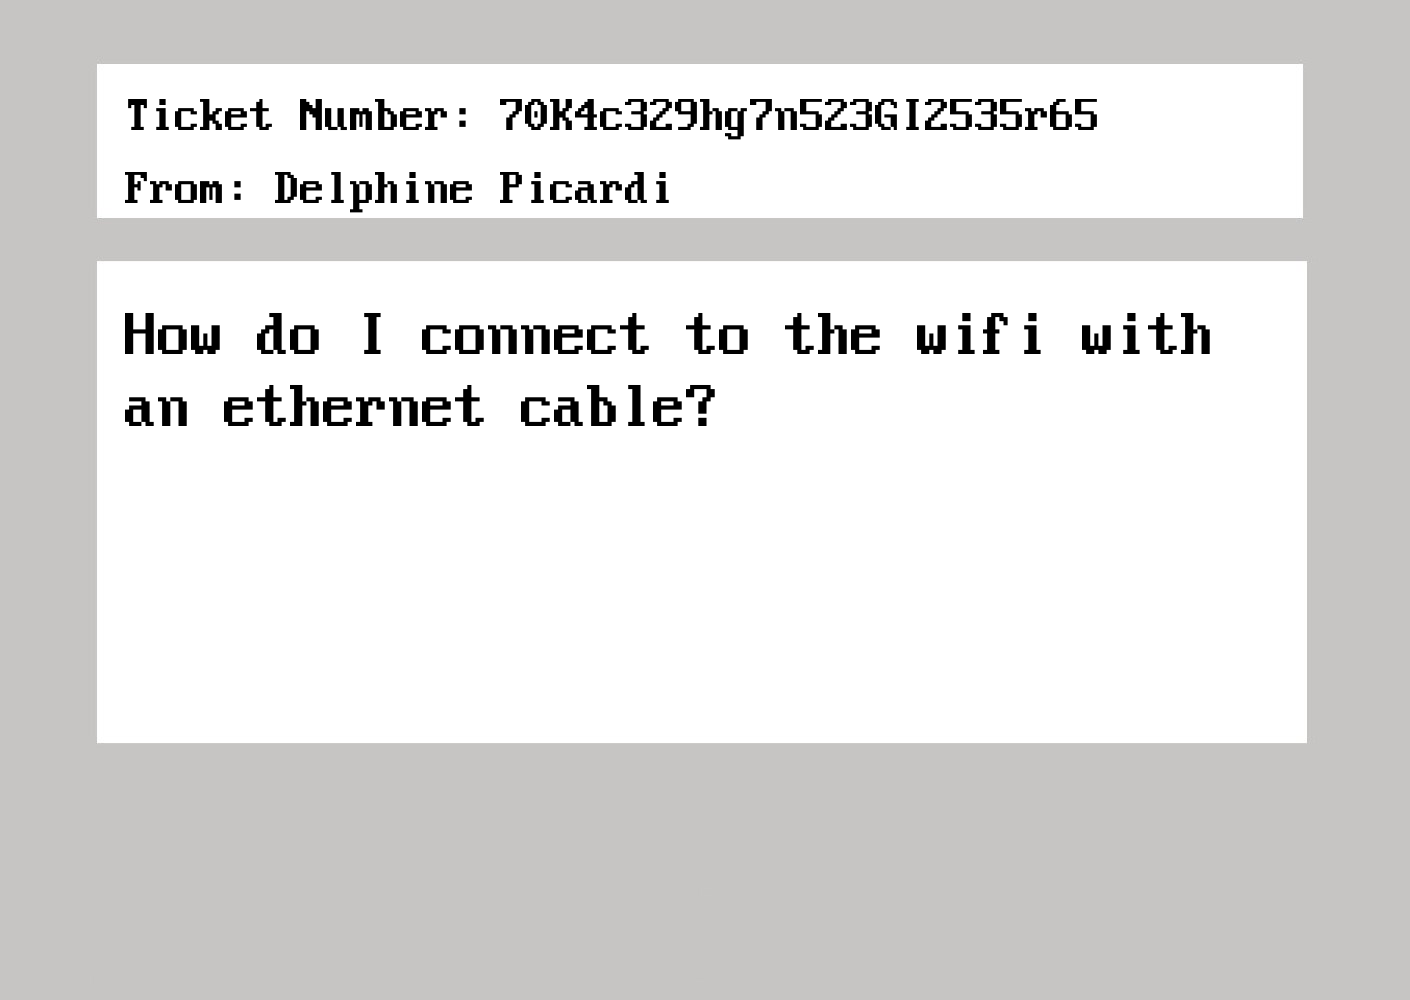 Ticket Number: 70K4c329hg7n523GI2535r65
From: Delphine Picardi
How do I connect to the wifi with
an ethernet cable?